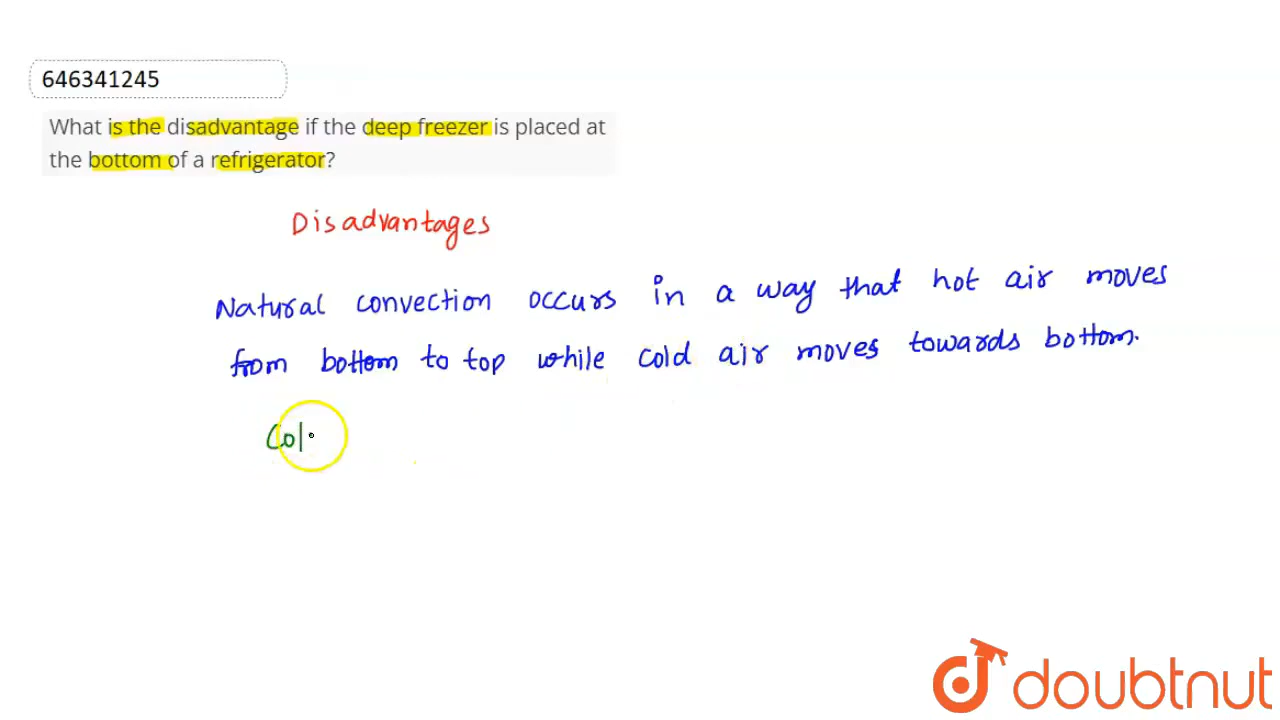 646341245
What is the disadvantage if the deep freezer is placed at
the bottom of a refrigerator?
Disadvantages
Natural convection occurs in a way that hot air moves
from bottom to top while cold air moves towards bottom.
Col
doubtnut